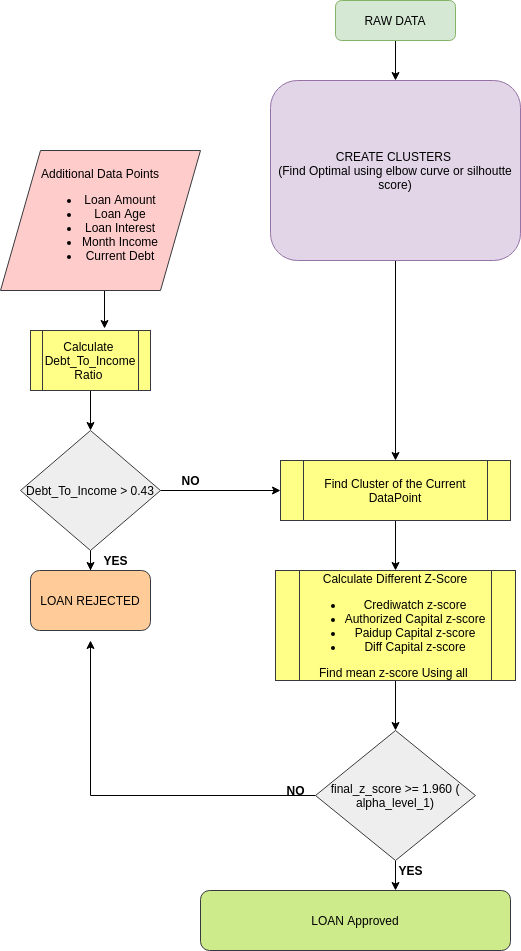 RAW DATA
CREATE CLUSTERS
(Find Optimal using elbow curve or silhoutte
score)
Additional Data Points
• Loan Amount
• Loan Age
• Loan Interest
• Month Income
• Current Debt
Calculate
Debt_To_Income
Ratio
Debt_To_Income > 0.43
NO
YES
LOAN REJECTED
Find Cluster of the Current
DataPoint
Calculate Different Z-Score
• Crediwatch z-score
• Authorized Capital z-score
• Paidup Capital z-score
• Diff Capital z-score
Find mean z-score Using all
final_z_score >= 1.960 (
alpha_level_1)
NO
YES
LOAN Approved